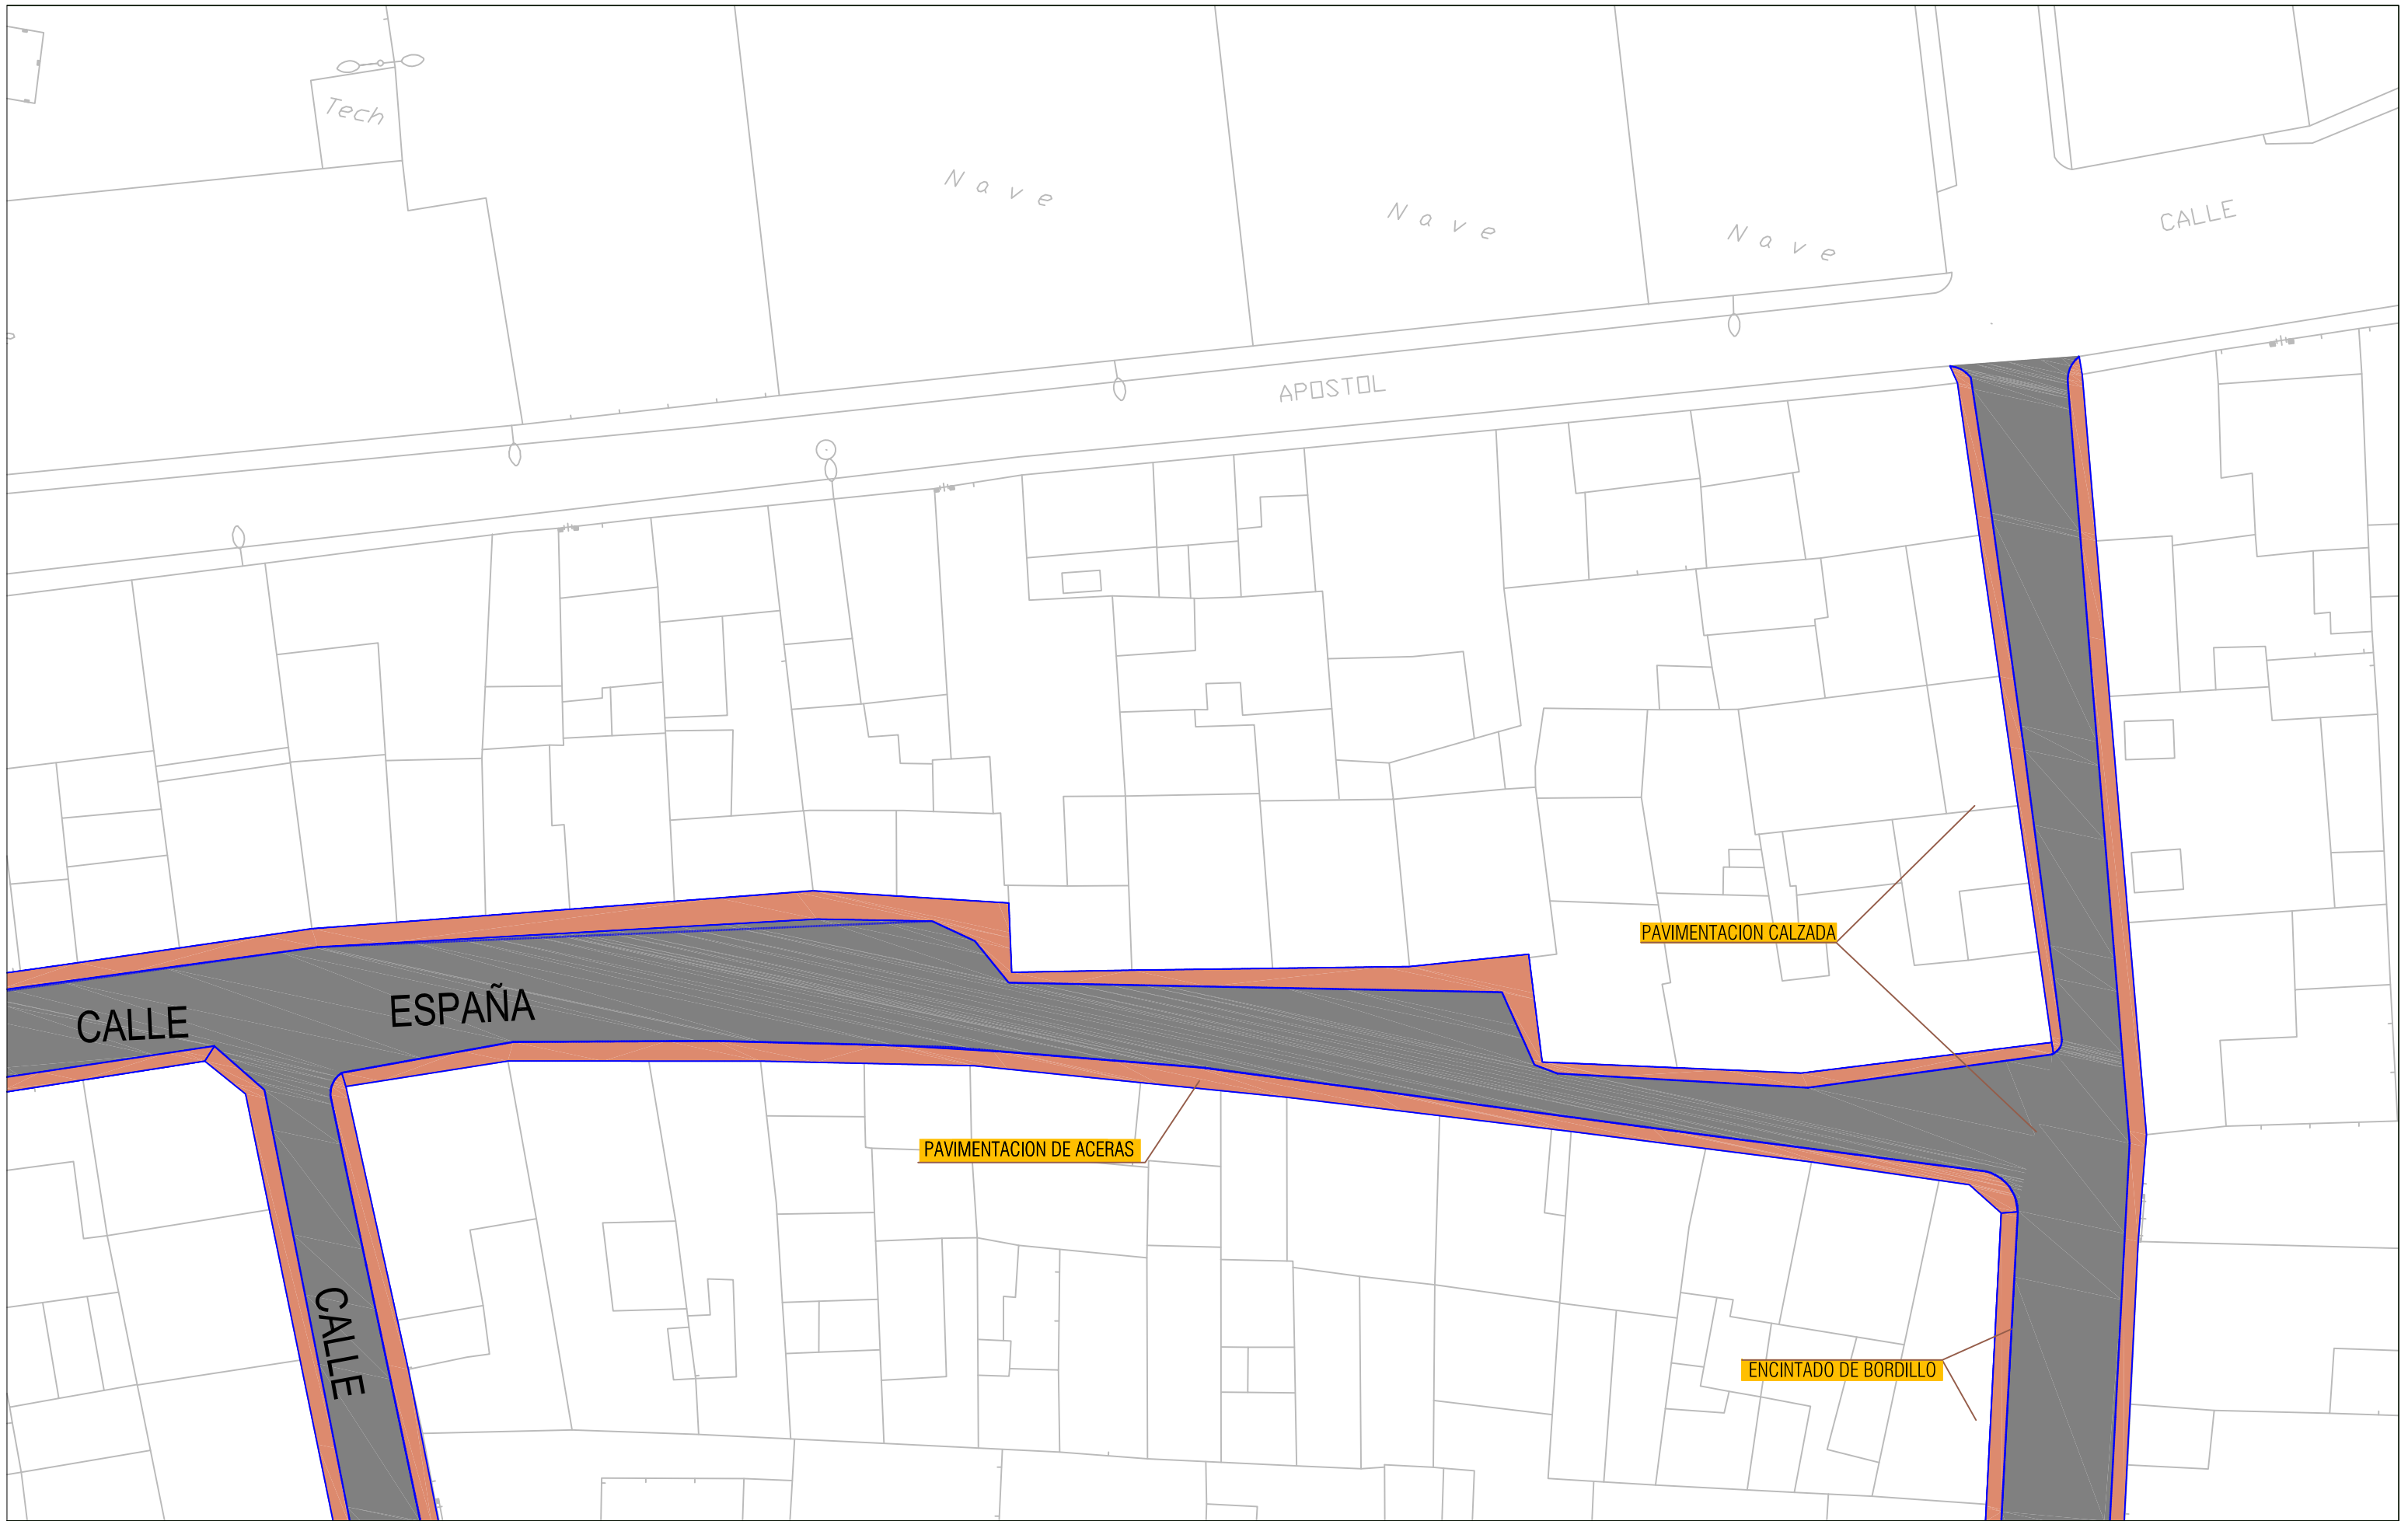 Tech
Nave
Nave
Nave
CALLE
APOSTOL
PAVIMENTACION CALZADA
CALLE ESPAÑA
PAVIMENTACION DE ACERAS
CALLE
ENCINTADO DE BORDILLO